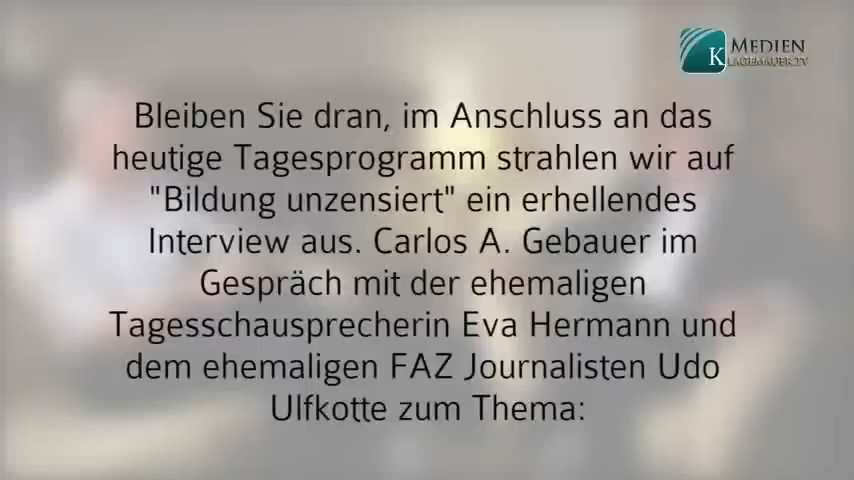 MEDIEN
K
LAGEMAUER.TV
Bleiben Sie dran, im Anschluss an das
heutige Tagesprogramm strahlen wir auf
"Bildung unzensiert" ein erhellendes
Interview aus. Carlos A. Gebauer im
Gespräch mit der ehemaligen
Tagesschausprecherin Eva Hermann und
dem ehemaligen FAZ Journalisten Udo
Ulfkotte zum Thema: